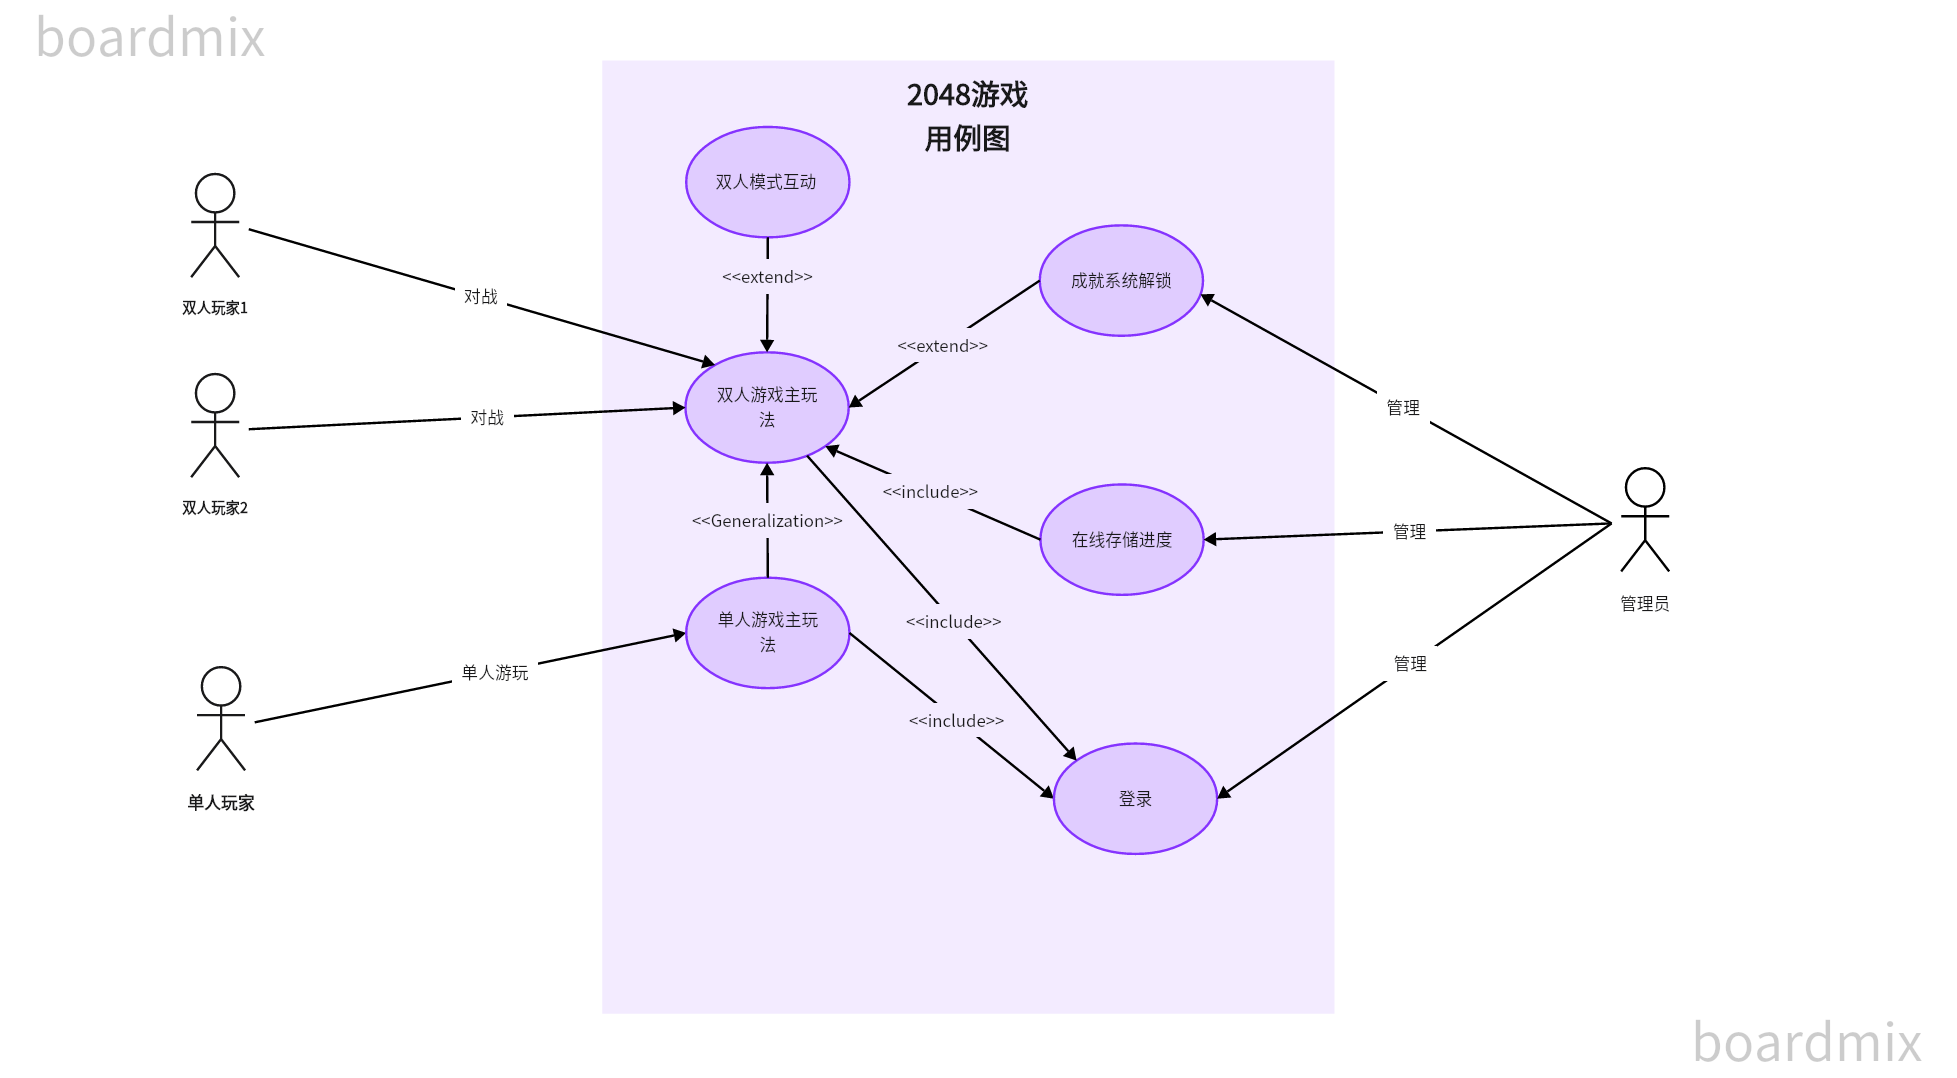 boardmix
2048游戏
用例图
双人模式互动
<<extend>>
成就系统解锁
双人玩家1
对战
<<extend>>
双人游戏主玩
法
对战
管理
<<include>>
双人玩家2
<<Generalization>>
在线存储进度
管理
管理员
单人游戏主玩
法
<<include>>
单人游玩
管理
<<include>>
单人玩家
登录
boardmix